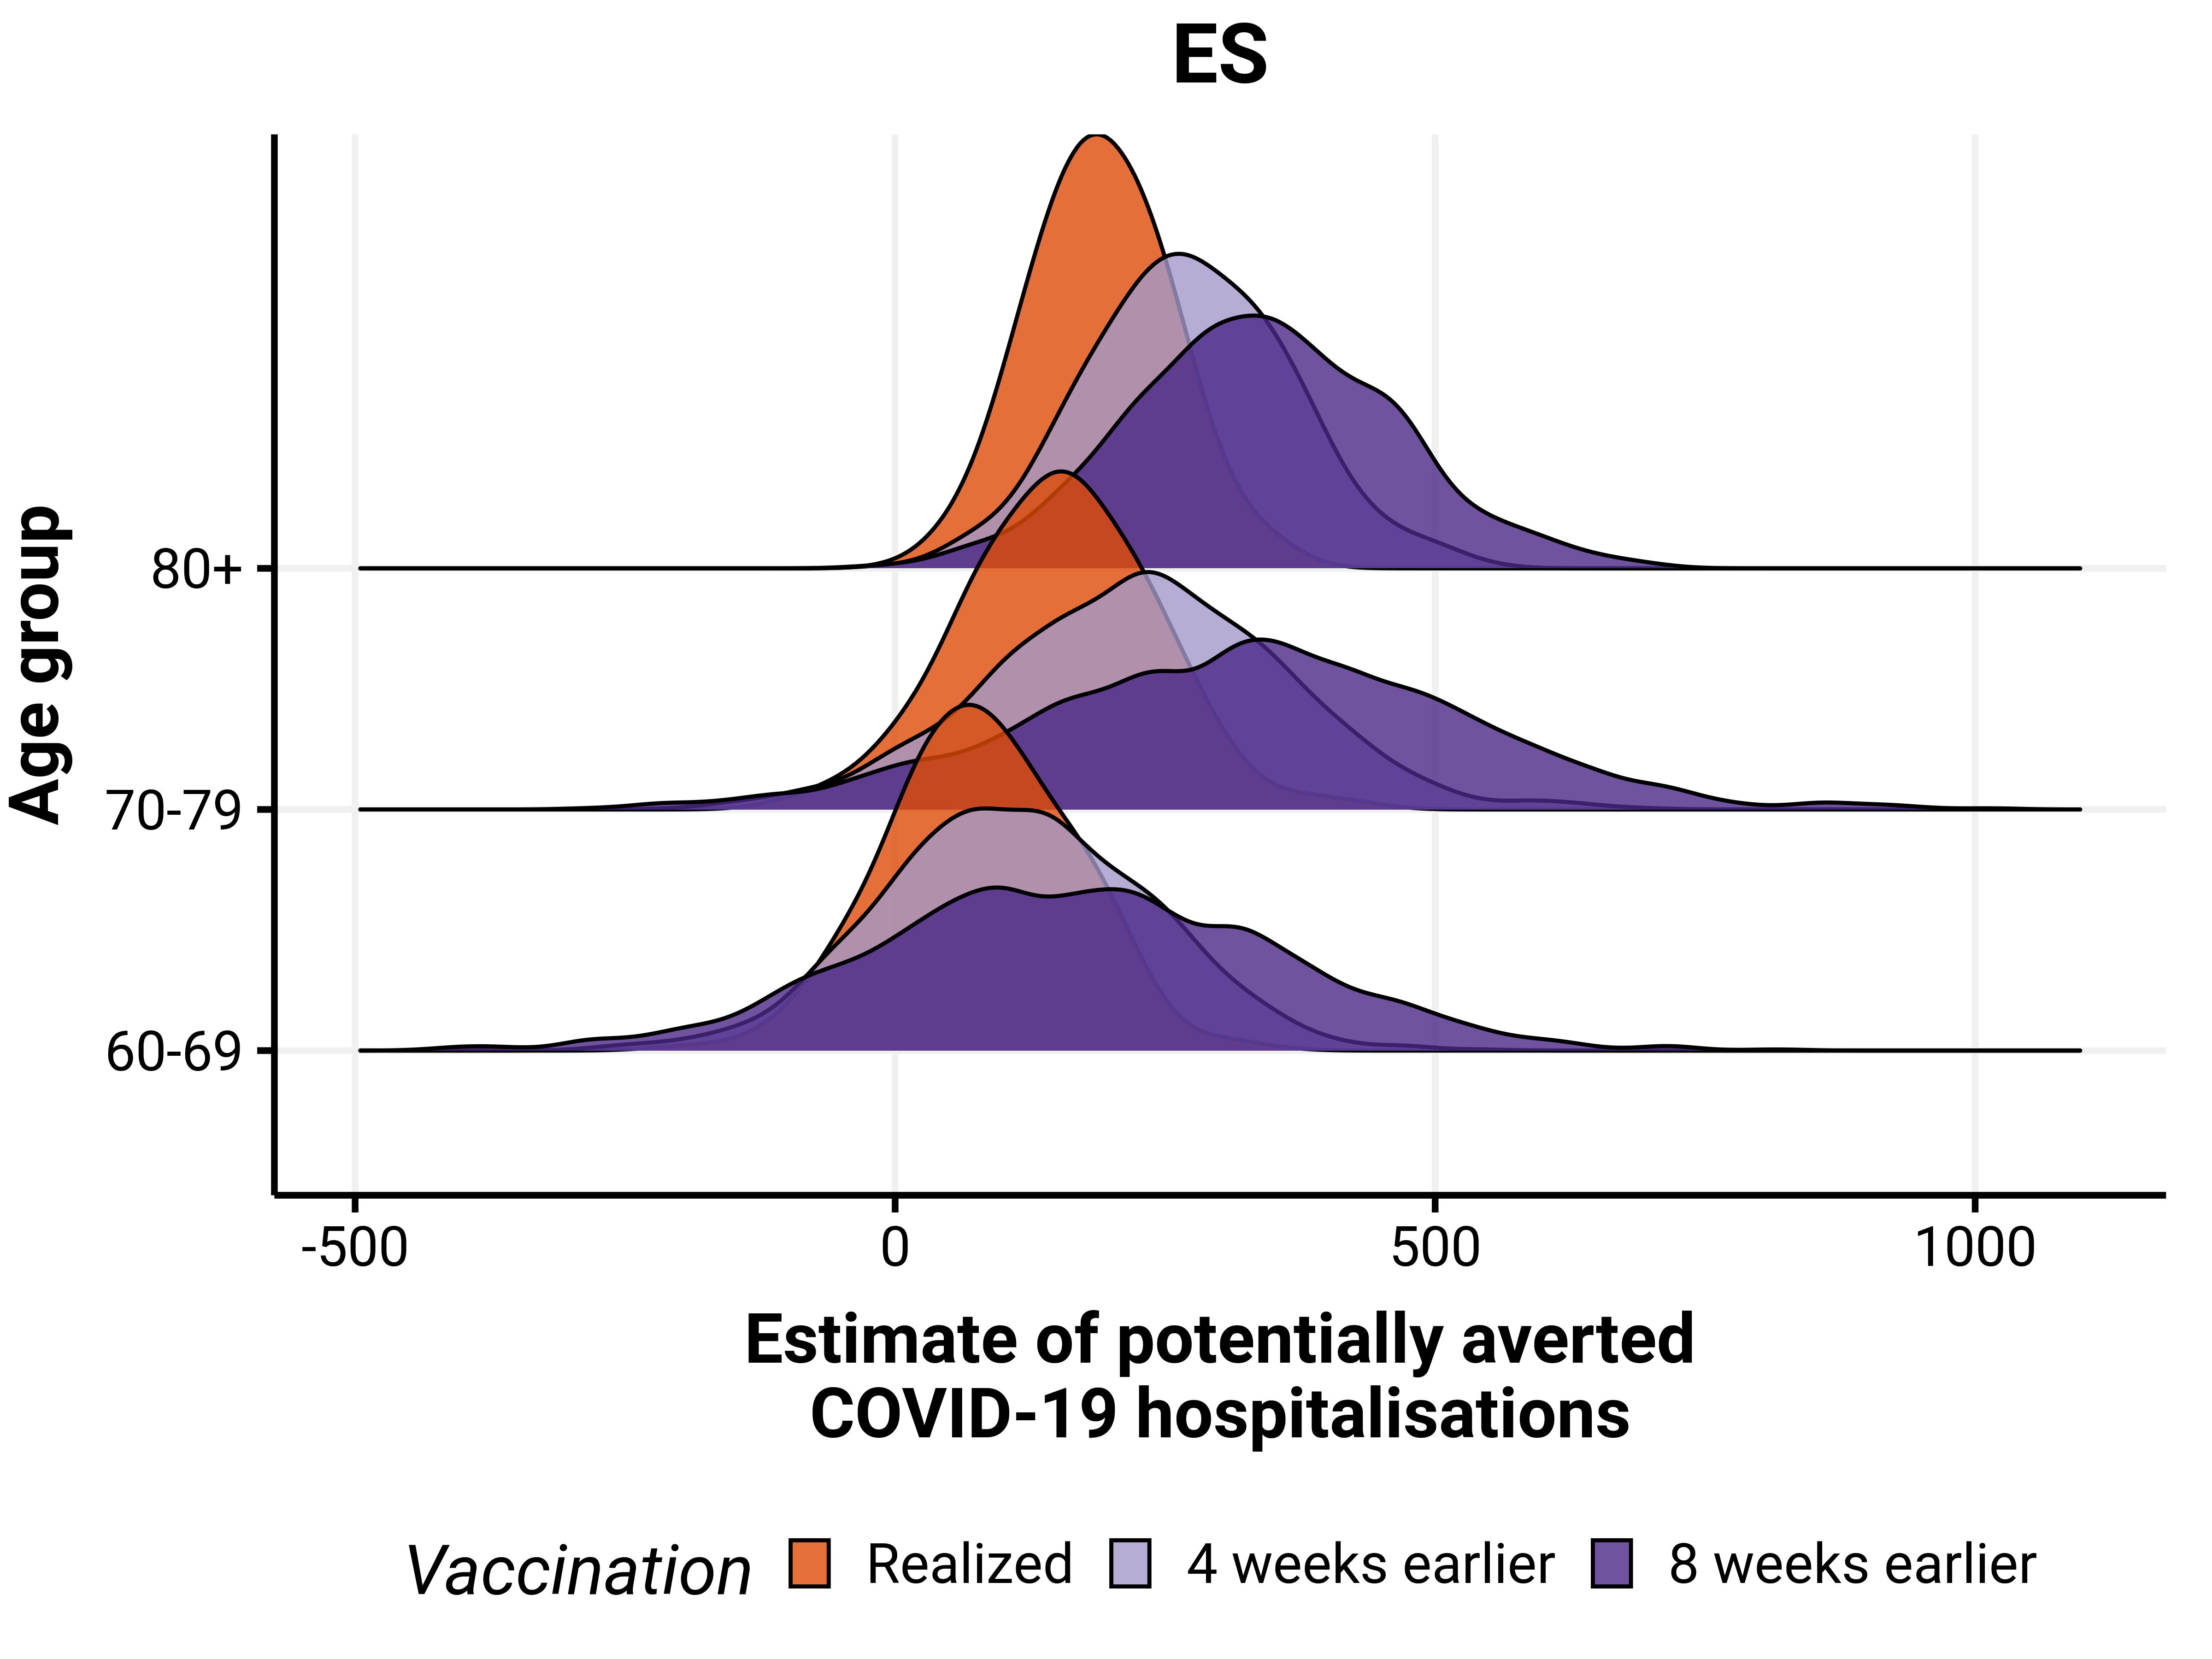 ES
Age group
80+
70-79
60-69
-500 0 500 1000
Estimate of potentially averted
COVID-19 hospitalisations
Vaccination Realized 4 weeks earlier 8 weeks earlier